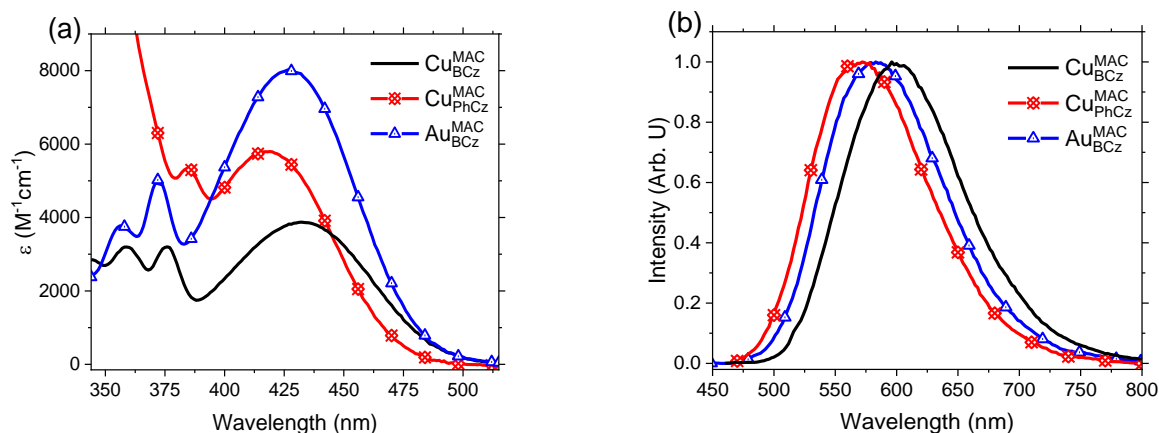 (a)
8000
6000
4000
2000
0
ε (M⁻¹cm⁻¹)
350 375 400 425 450 475 500
Wavelength (nm)
Cu^MAC_BCz
Cu^MAC_PhCz
Au^MAC_BCz
(b)
1.0
0.8
0.6
0.4
0.2
0.0
Intensity (Arb. U)
450 500 550 600 650 700 750 800
Wavelength (nm)
Cu^MAC_BCz
Cu^MAC_PhCz
Au^MAC_BCz